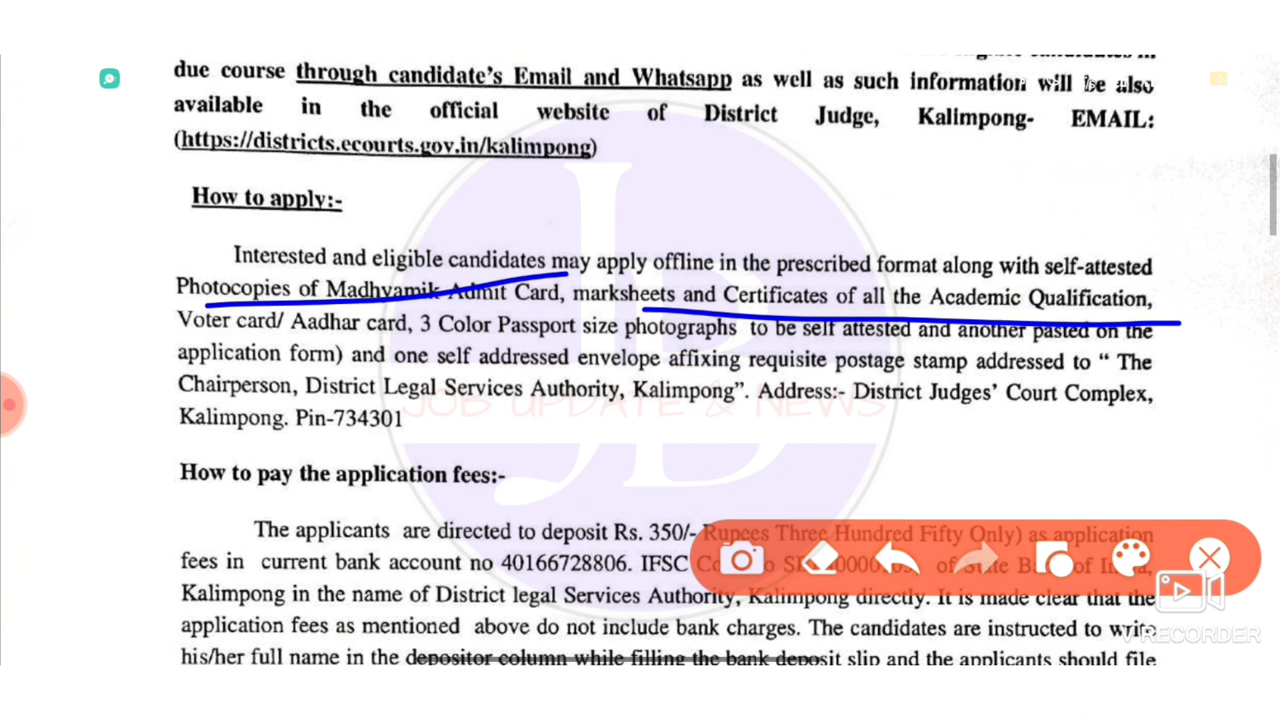 due course through candidate's Email and Whatsapp as well as such information will be also
available in the official website of District Judge, Kalimpong- EMAIL:
(https://districts.ecourts.gov.in/kalimpong)
How to apply:-
Interested and eligible candidates may apply offline in the prescribed format along with self-attested
Photocopies of Madhyamik Admit Card, marksheets and Certificates of all the Academic Qualification,
Voter card/ Aadhar card, 3 Color Passport size photographs to be self attested and another pasted on the
application form) and one self addressed envelope affixing requisite postage stamp addressed to “ The
Chairperson, District Legal Services Authority, Kalimpong”. Address:- District Judges' Court Complex,
JOB UPDATE & NEWS
Kalimpong. Pin-734301
How to pay the application fees:-
The applicants are directed to deposit Rs. 350/- Rupees Three Hundred Fifty Only) as application
fees in current bank account no 40166728806. IFSC of State
Kalimpong in the name of District legal Services Authority, Kalimpong directly. It is made clear that the
application fees as mentioned above do not include bank charges. The candidates are instructed to write
V RECORDER
his/her full name in the depositor column while filling the bank deposit slip and the applicants should file